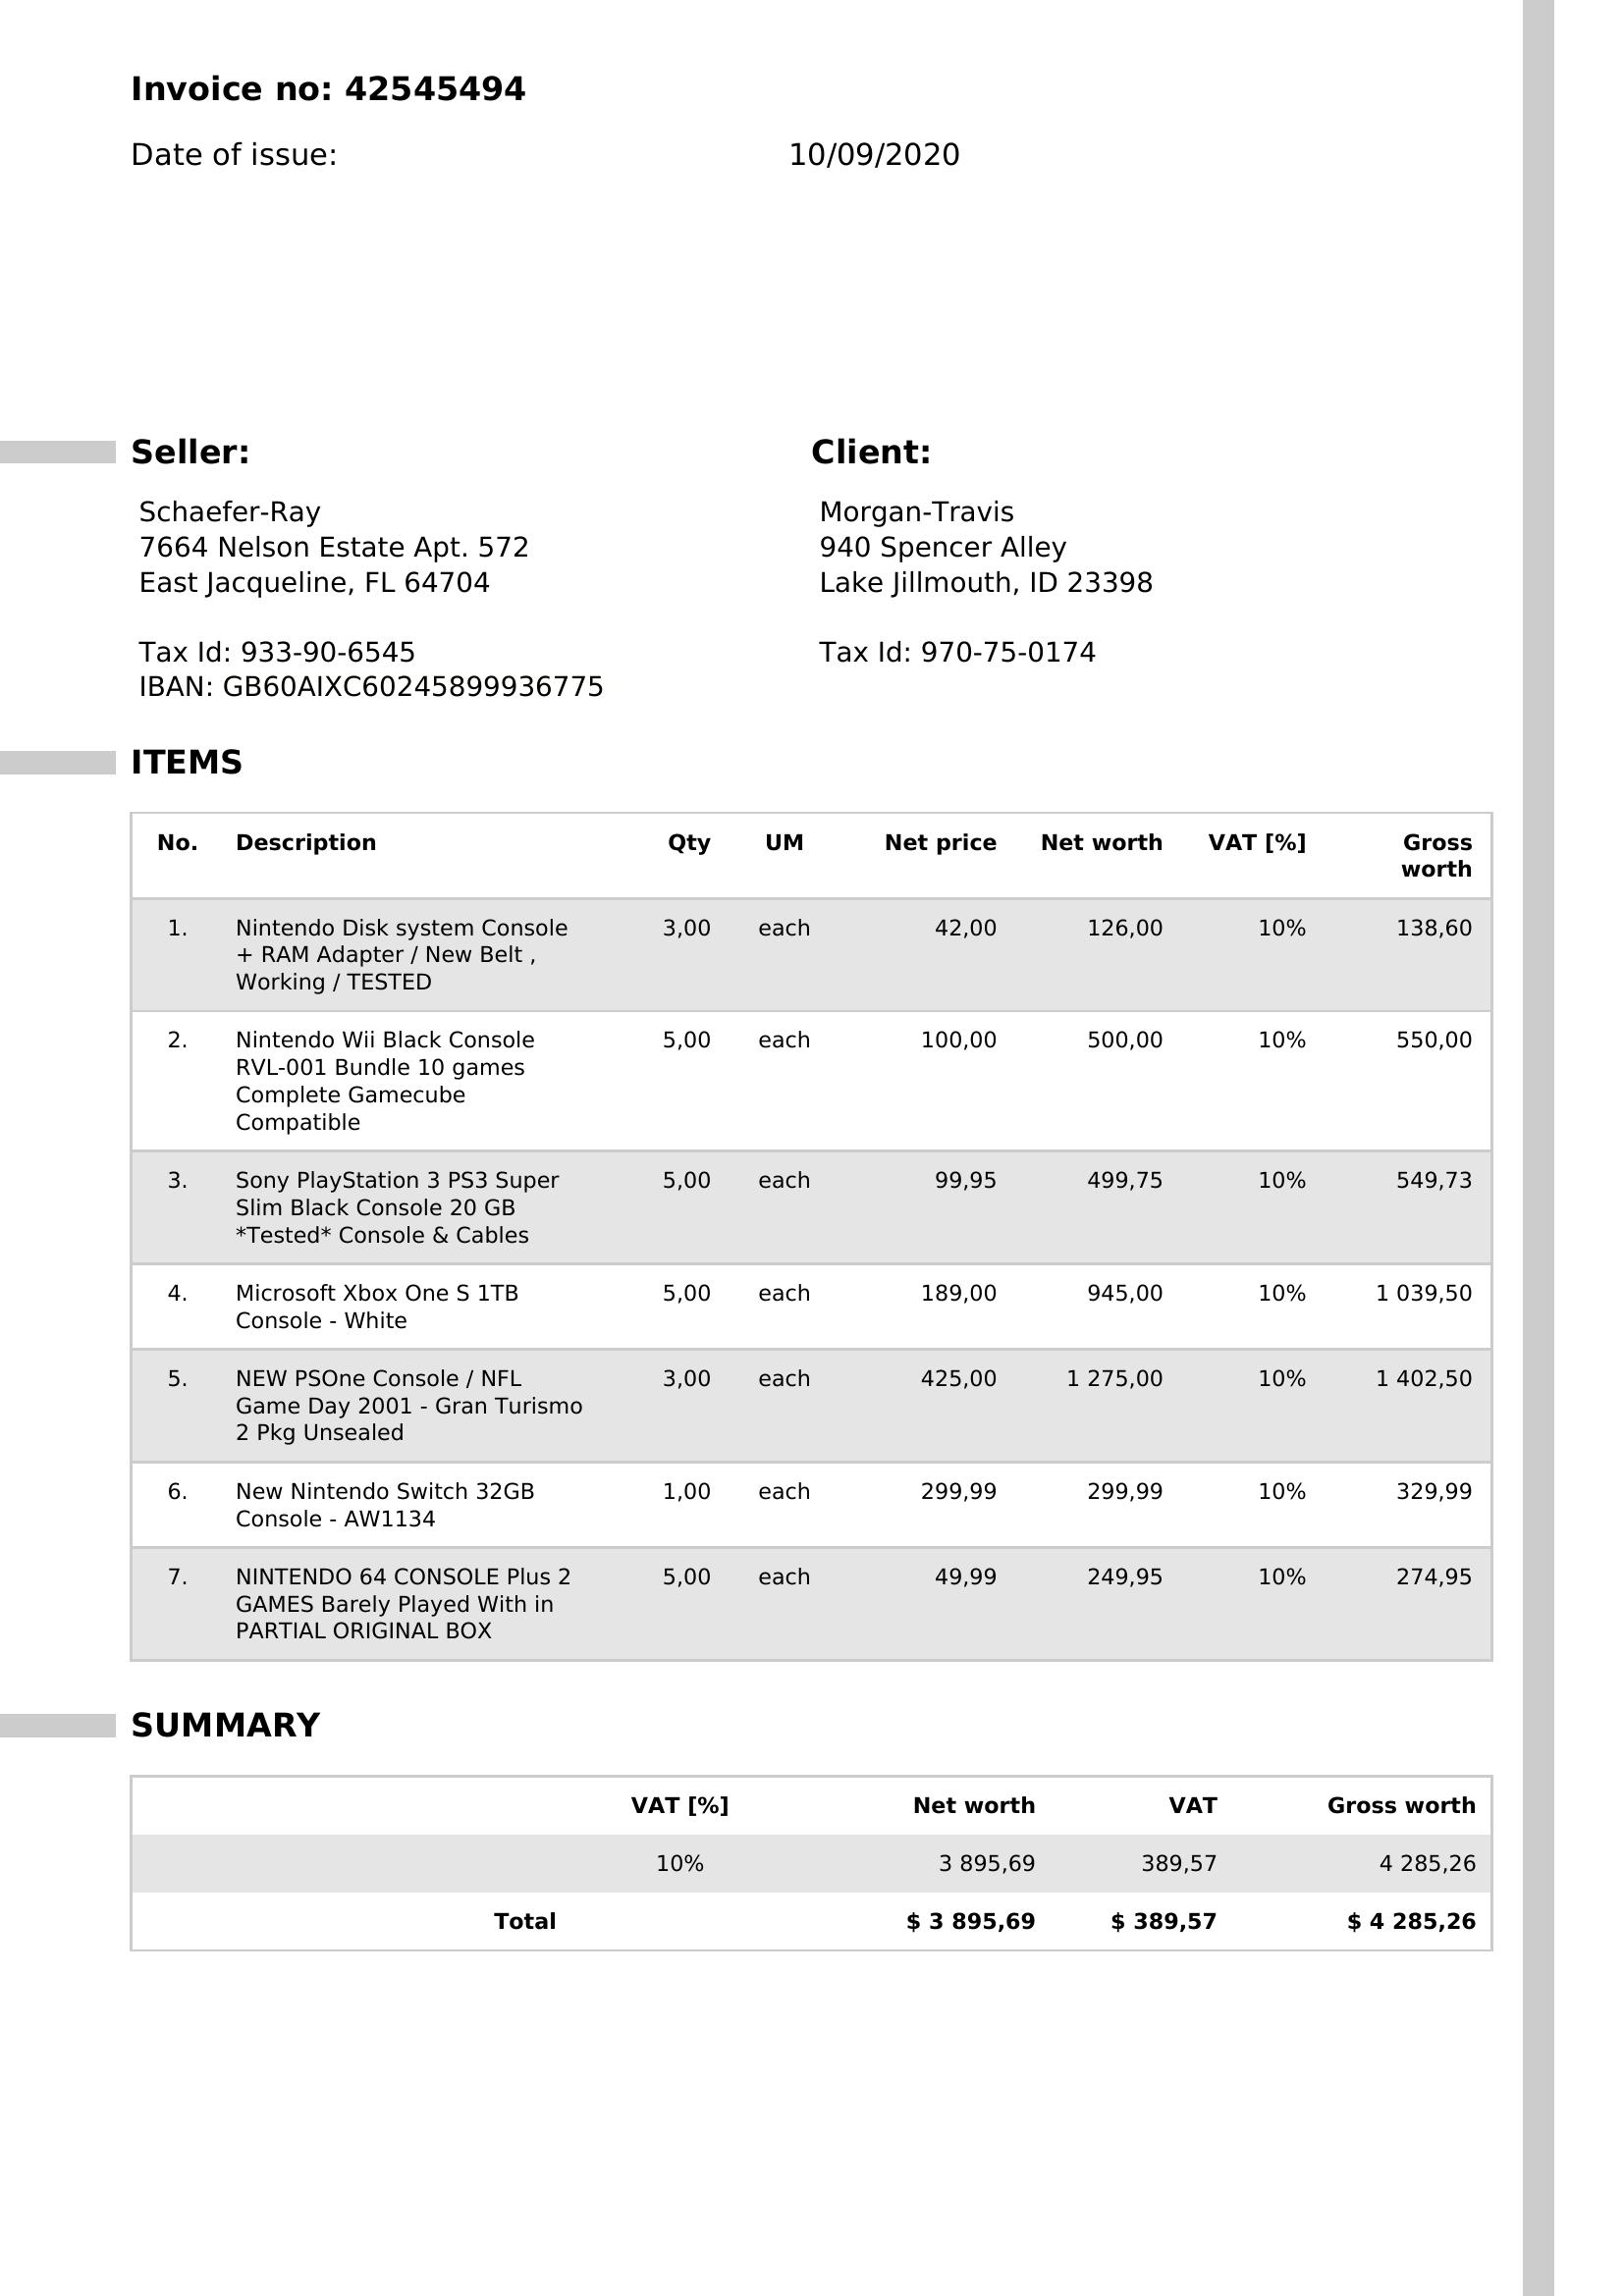 Invoice no: 42545494
Date of issue: 10/09/2020
Seller:
Schaefer-Ray
7664 Nelson Estate Apt. 572
East Jacqueline, FL 64704
Tax Id: 933-90-6545
IBAN: GB60AIXC60245899936775
Client:
Morgan-Travis
940 Spencer Alley
Lake Jillmouth, ID 23398
Tax Id: 970-75-0174
ITEMS
No. Description Qty UM Net price Net worth VAT [%] Gross
worth
1. Nintendo Disk system Console 3,00 each 42,00 126,00 10% 138,60
+ RAM Adapter / New Belt ,
Working / TESTED
2. Nintendo Wii Black Console 5,00 each 100,00 500,00 10% 550,00
RVL-001 Bundle 10 games
Complete Gamecube
Compatible
3. Sony PlayStation 3 PS3 Super 5,00 each 99,95 499,75 10% 549,73
Slim Black Console 20 GB
*Tested* Console & Cables
4. Microsoft Xbox One S 1TB 5,00 each 189,00 945,00 10% 1 039,50
Console - White
5. NEW PSOne Console / NFL 3,00 each 425,00 1 275,00 10% 1 402,50
Game Day 2001 - Gran Turismo
2 Pkg Unsealed
6. New Nintendo Switch 32GB 1,00 each 299,99 299,99 10% 329,99
Console - AW1134
7. NINTENDO 64 CONSOLE Plus 2 5,00 each 49,99 249,95 10% 274,95
GAMES Barely Played With in
PARTIAL ORIGINAL BOX
SUMMARY
VAT [%] Net worth VAT Gross worth
10% 3 895,69 389,57 4 285,26
Total $ 3 895,69 $ 389,57 $ 4 285,26